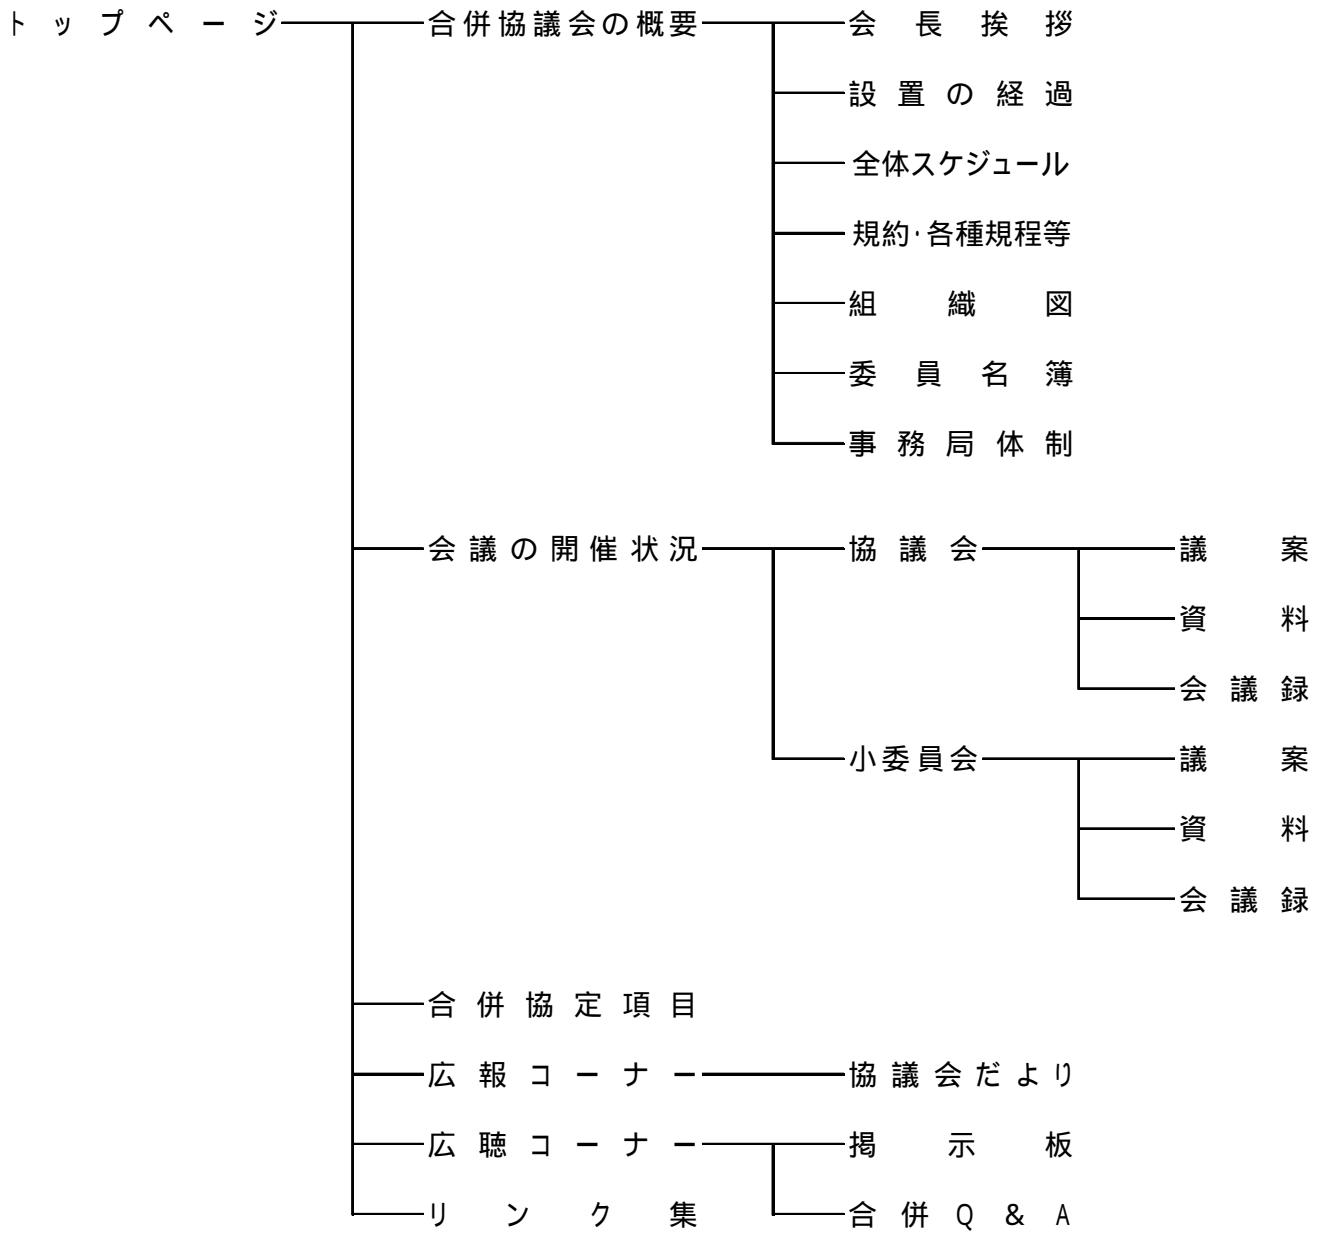 トップページ 合併協議会の概要 会長挨拶
設置の経過
全体スケジュール
規約·各種規程等
組織図
委員名簿
事務局体制
会議の開催状況 協議会 議案
資料
会議録
小委員会 議案
資料
会議録
合併協定項目
広報コーナー 協議会だより
広聴コーナー 掲示板
リンク集 合併Q&A